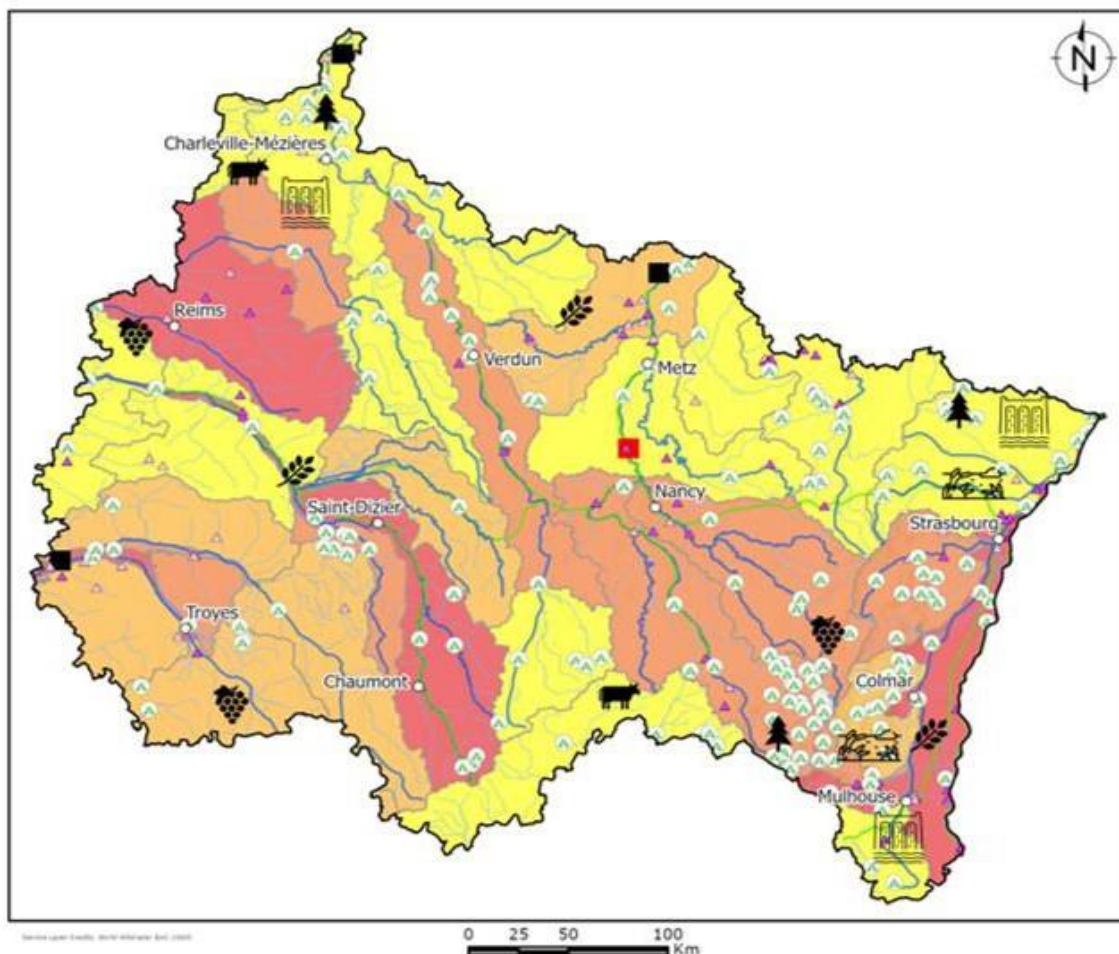 N
Charleville-Mézières
Reims
Verdun
Metz
Saint-Dizier
Nancy
Strasbourg
Troyes
Chaumont
Colmar
Mulhouse
0 25 50 100
Km